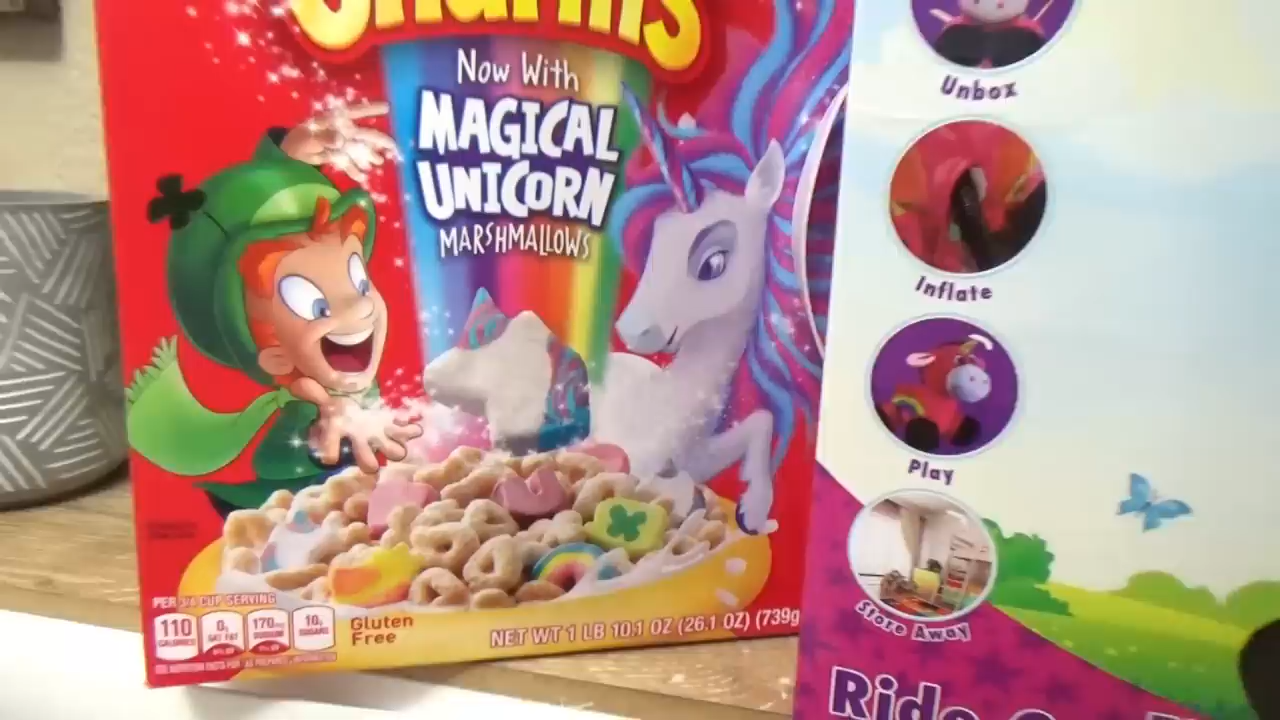 Charms
Now With
MAGICAL
UNICORN
MARSHMALLOWS
PER 3/4 CUP SERVING
110
CALORIES
0g
SAT FAT
170mg
SODIUM
10g
SUGARS
Gluten
Free
NET WT 1 LB 10.1 OZ (26.1 OZ) (739g
Unbox
Inflate
Play
Store Away